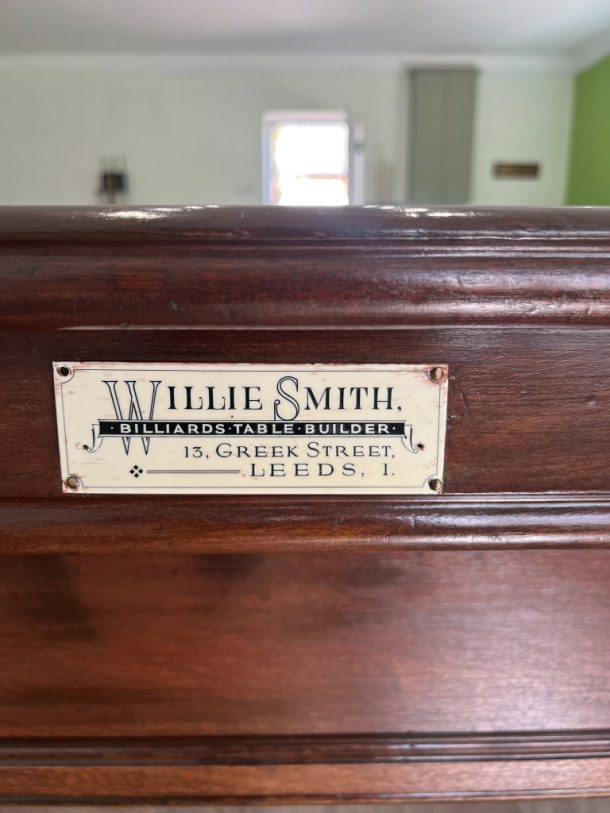 WILLIE SMITH,
· BILLIARDS · TABLE · BUILDER ·
13, GREEK STREET,
LEEDS, 1.